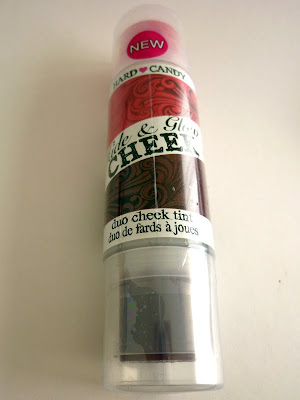 NEW
HARD CANDY
& Glow
CHEEK
duo cheek tint
duo de fards à joues